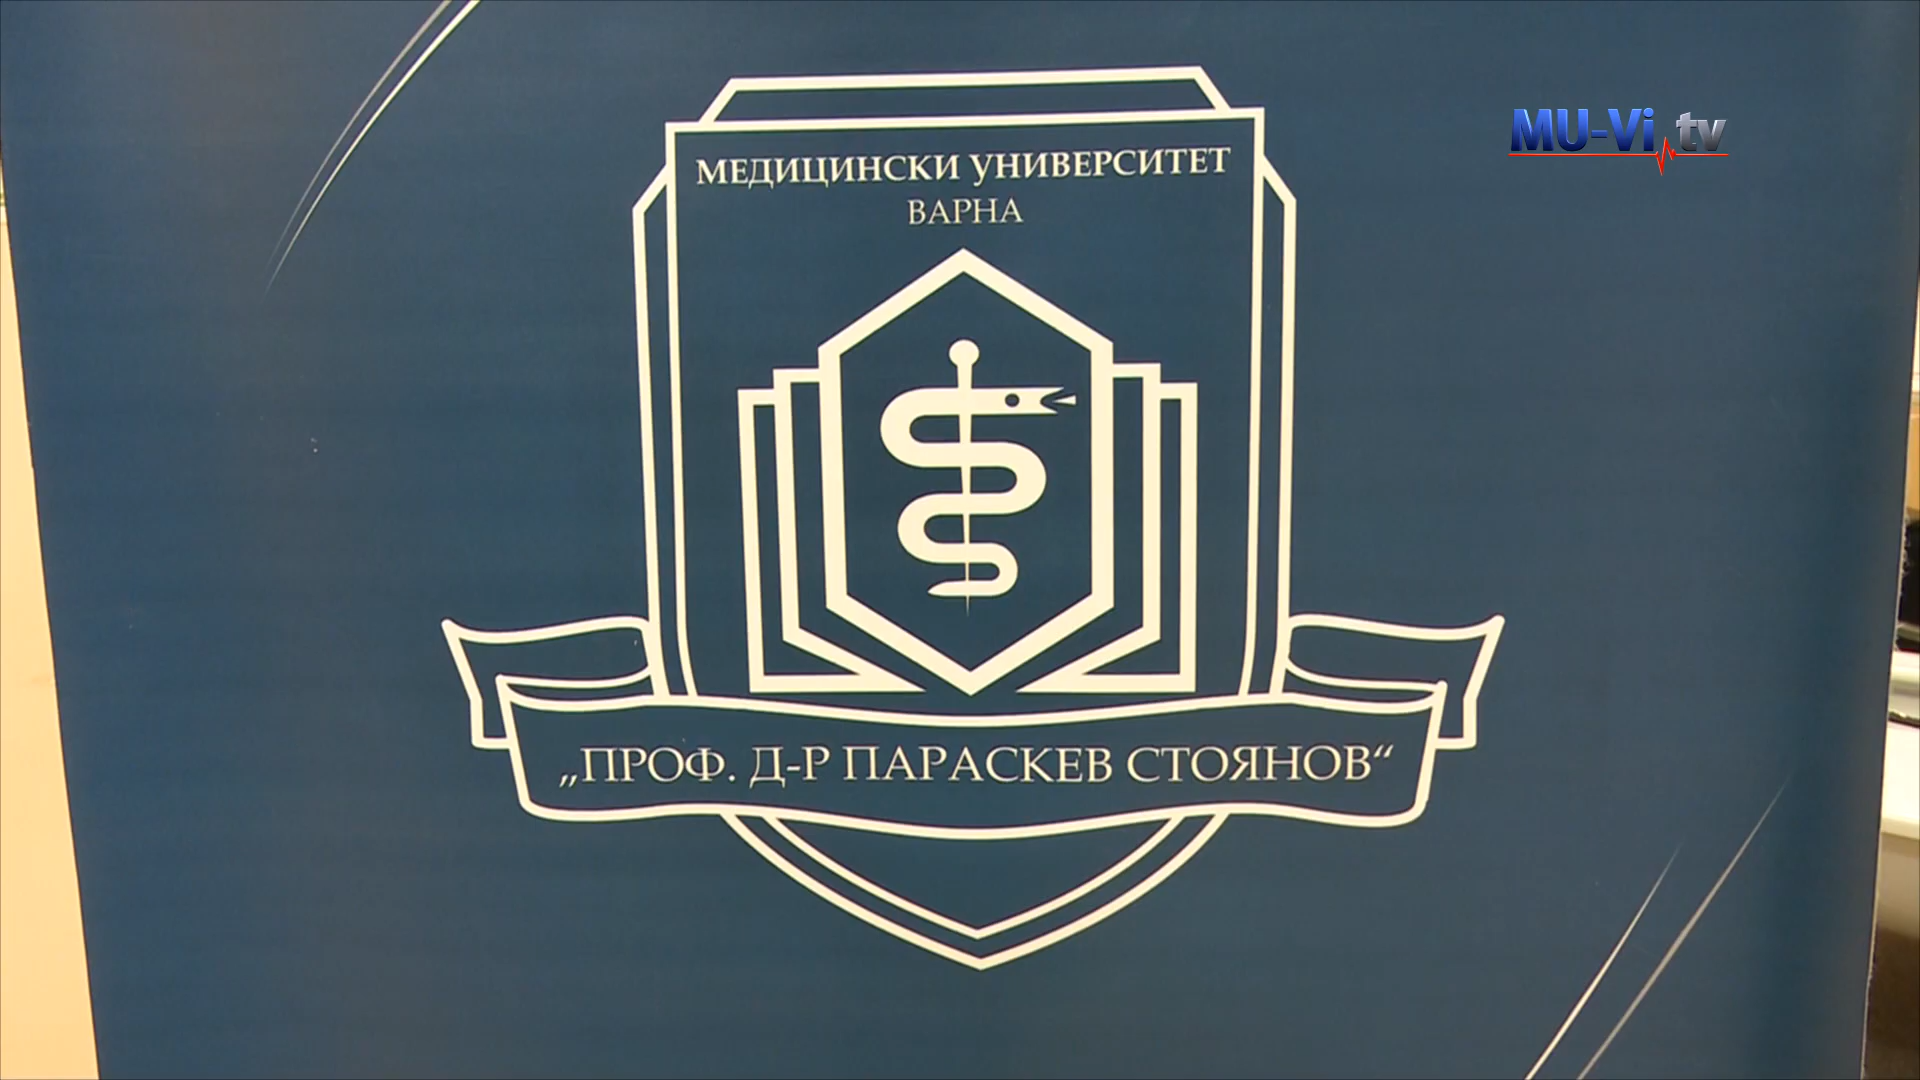 MU-Vi.tv
МЕДИЦИНСКИ УНИВЕРСИТЕТ
ВАРНА
„ПРОФ. Д-Р ПАРАСКЕВ СТОЯНОВ“